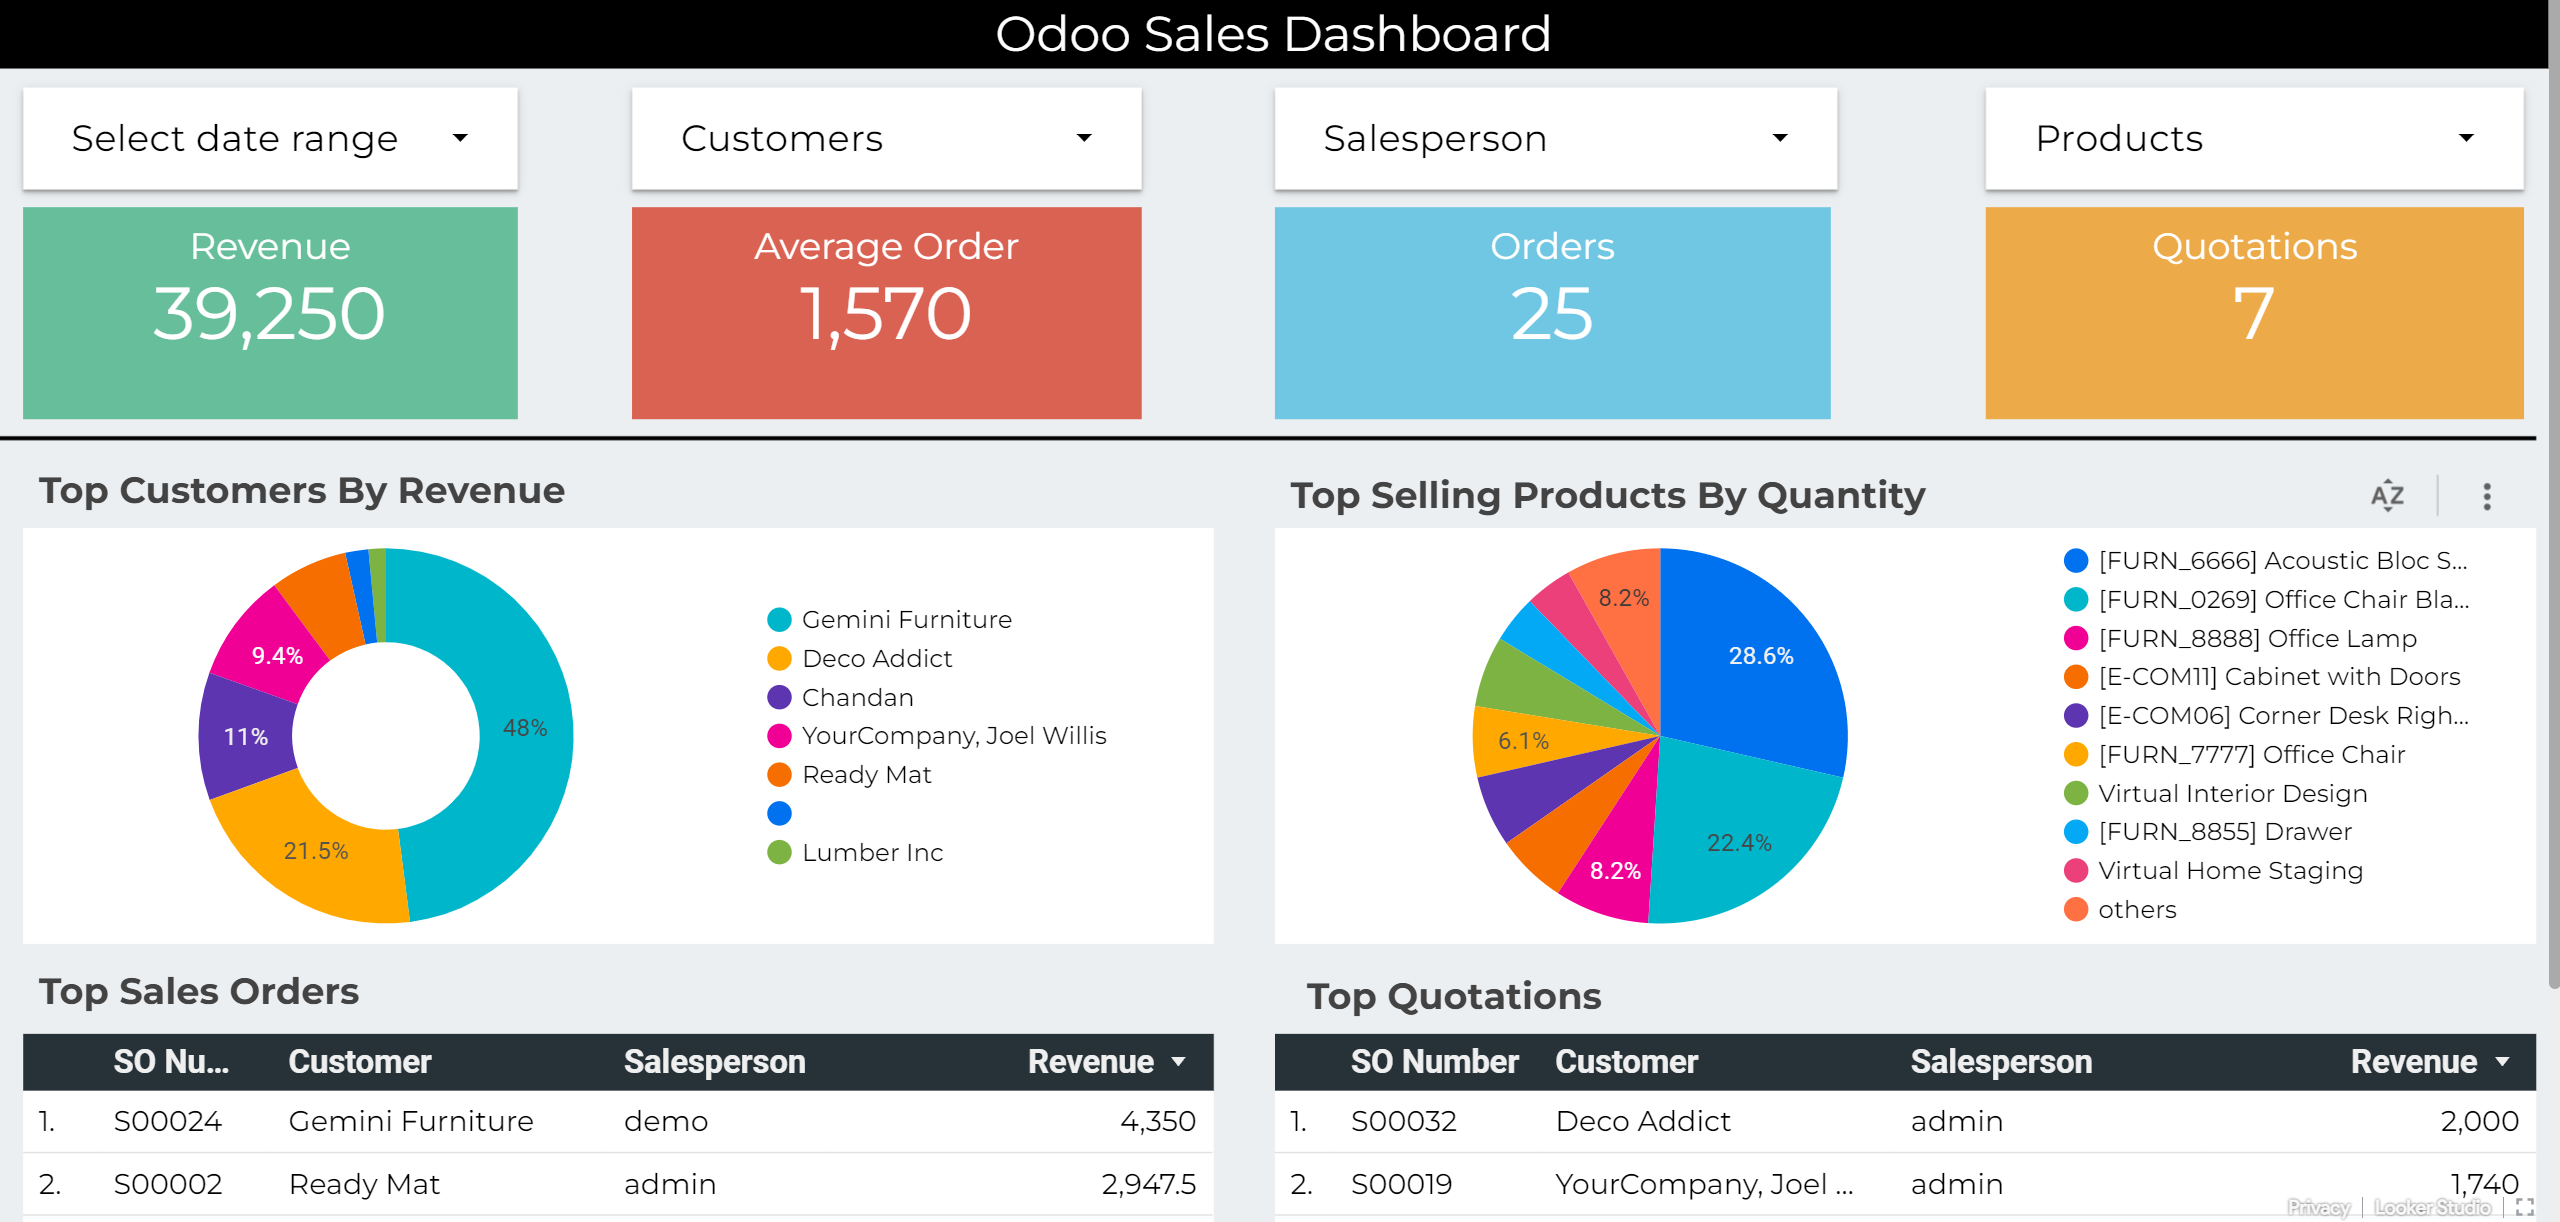 Odoo Sales Dashboard
Select date range
Customers
Salesperson
Products
Revenue
39,250
Average Order
1,570
Orders
25
Quotations
7
Top Customers By Revenue
48%
21.5%
11%
9.4%
Gemini Furniture
Deco Addict
Chandan
YourCompany, Joel Willis
Ready Mat
Lumber Inc
Top Selling Products By Quantity
AZ
28.6%
22.4%
8.2%
6.1%
8.2%
[FURN_6666] Acoustic Bloc S...
[FURN_0269] Office Chair Bla...
[FURN_8888] Office Lamp
[E-COM11] Cabinet with Doors
[E-COM06] Corner Desk Righ...
[FURN_7777] Office Chair
Virtual Interior Design
[FURN_8855] Drawer
Virtual Home Staging
others
Top Sales Orders
SO Nu... Customer Salesperson Revenue
1. S00024 Gemini Furniture demo 4,350
2. S00002 Ready Mat admin 2,947.5
Top Quotations
SO Number Customer Salesperson Revenue
1. S00032 Deco Addict admin 2,000
2. S00019 YourCompany, Joel ... admin 1,740
Privacy Looker Studio